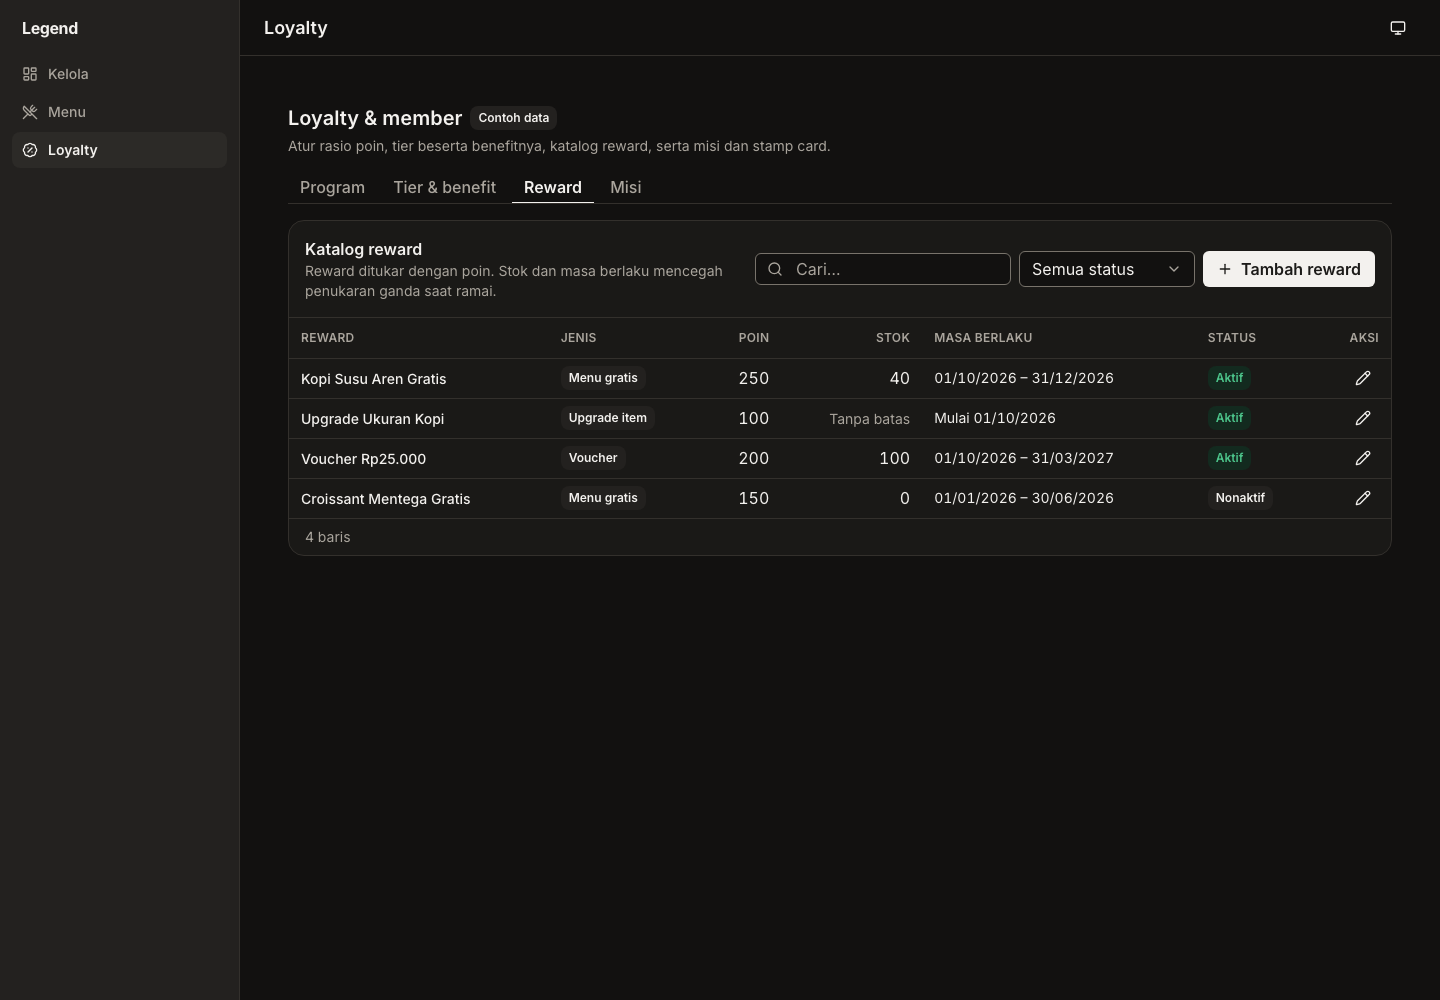 Legend
Loyalty
Kelola
Menu
Loyalty
Loyalty & member Contoh data
Atur rasio poin, tier beserta benefitnya, katalog reward, serta misi dan stamp card.
Program Tier & benefit Reward Misi
Katalog reward
Reward ditukar dengan poin. Stok dan masa berlaku mencegah
penukaran ganda saat ramai.
Cari... Semua status Tambah reward
REWARD JENIS POIN STOK MASA BERLAKU STATUS AKSI
Kopi Susu Aren Gratis Menu gratis 250 40 01/10/2026 – 31/12/2026 Aktif
Upgrade Ukuran Kopi Upgrade item 100 Tanpa batas Mulai 01/10/2026 Aktif
Voucher Rp25.000 Voucher 200 100 01/10/2026 – 31/03/2027 Aktif
Croissant Mentega Gratis Menu gratis 150 0 01/01/2026 – 30/06/2026 Nonaktif
4 baris